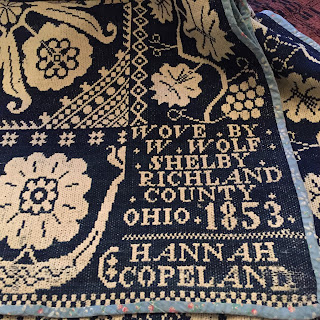 WOVE · BY
· W. WOLF ·
SHELBY ·
RICHLAND
COUNTY ·
OHIO · 1853 ·
HANNAH
COPELAND